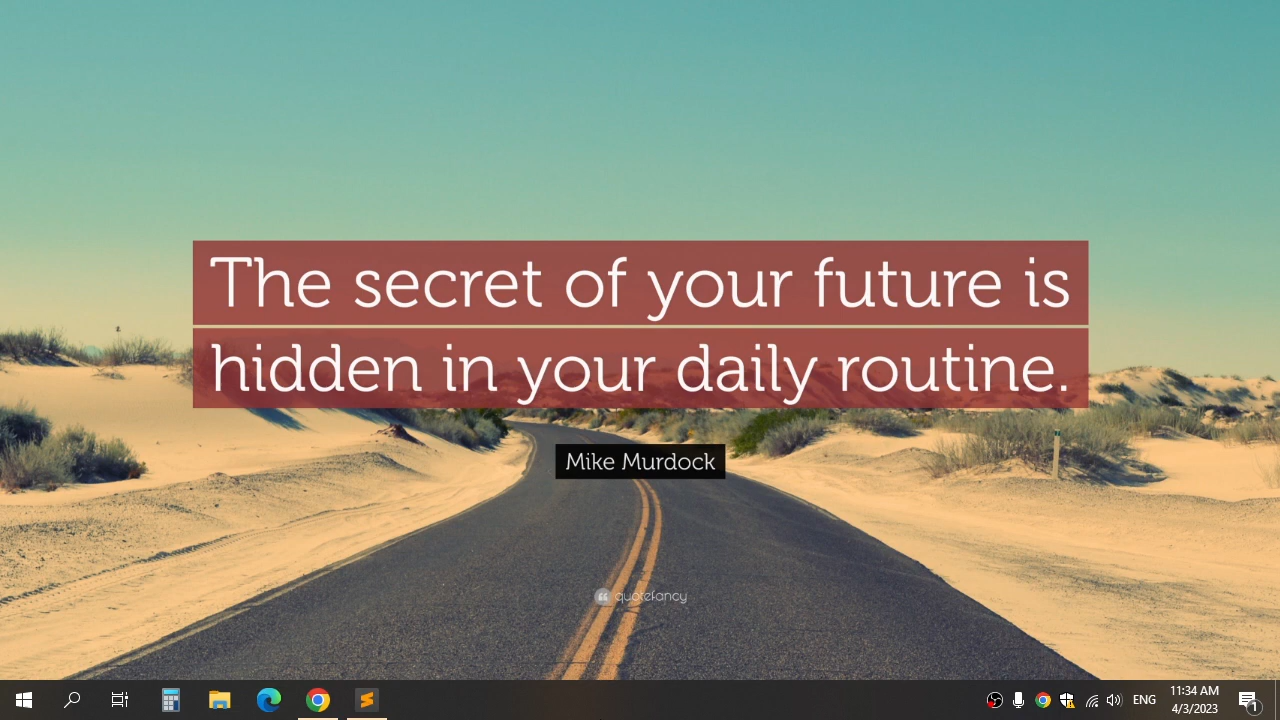 The secret of your future is
hidden in your daily routine.
Mike Murdock
quotefancy
ENG
11:34 AM
4/3/2023
1